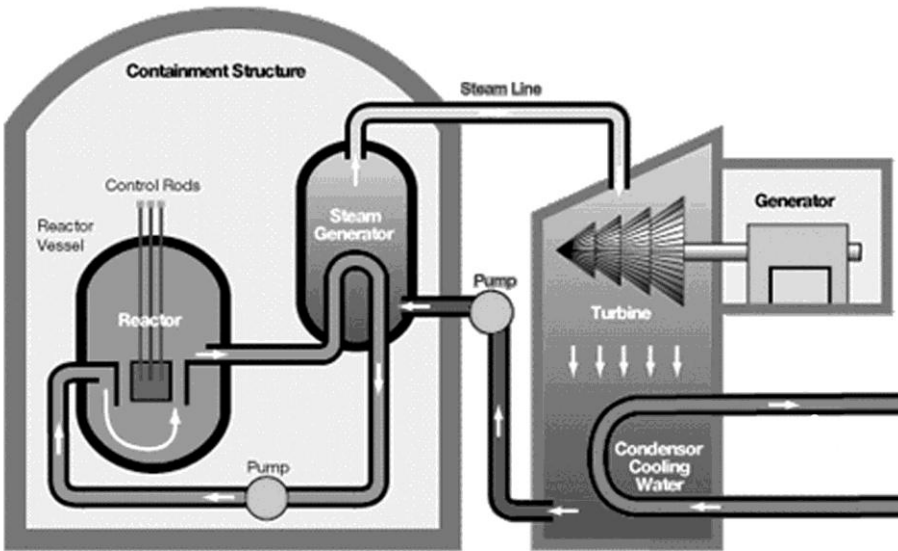 Containment Structure
Steam Line
Control Rods
Reactor
Vessel
Steam
Generator
Generator
Pump
Reactor
Turbine
Condensor
Cooling
Water
Pump